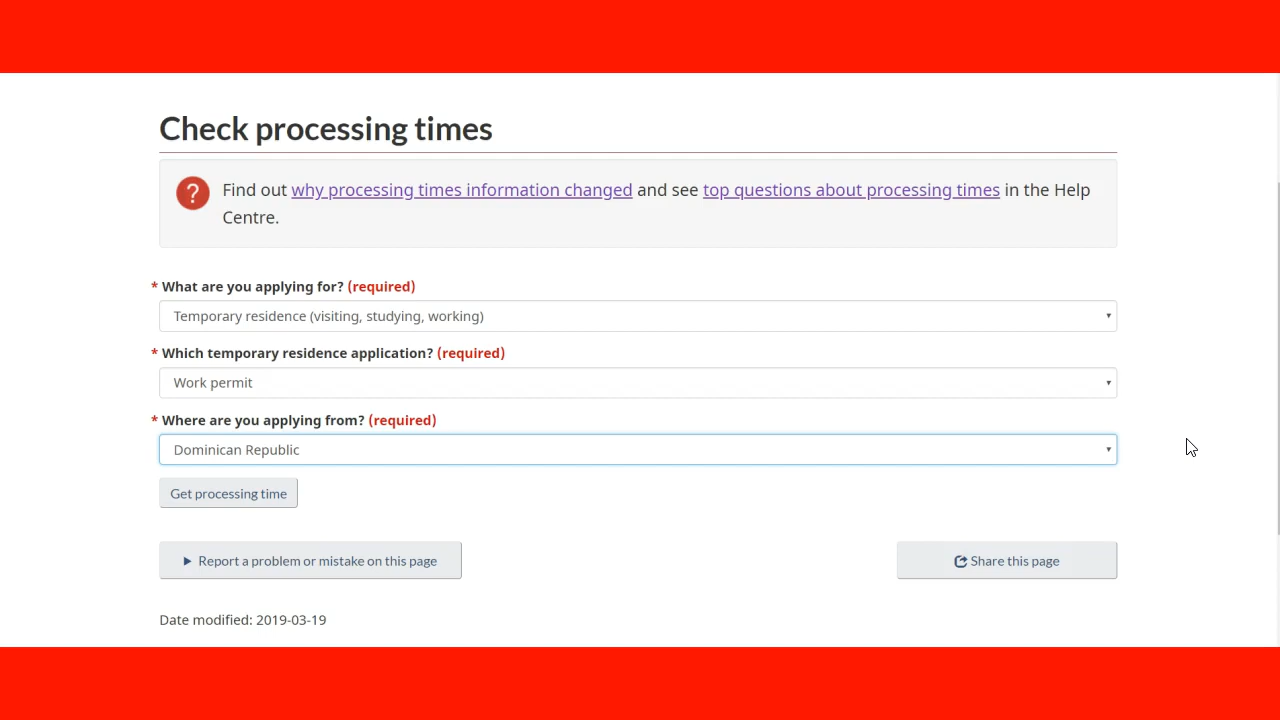 Check processing times
Find out why processing times information changed and see top questions about processing times in the Help
Centre.
* What are you applying for? (required)
Temporary residence (visiting, studying, working)
* Which temporary residence application? (required)
Work permit
* Where are you applying from? (required)
Dominican Republic
Get processing time
Report a problem or mistake on this page
Share this page
Date modified: 2019-03-19